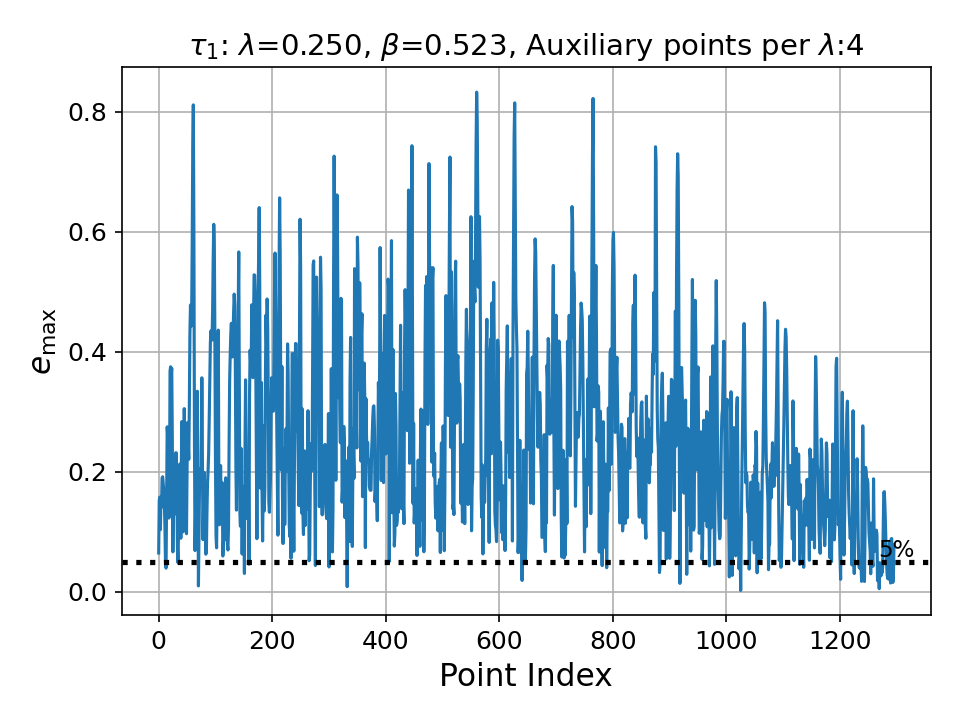 τ₁: λ=0.250, β=0.523, Auxiliary points per λ:4
0.8
0.6
0.4
0.2
0.0
e_max
5%
0 200 400 600 800 1000 1200
Point Index